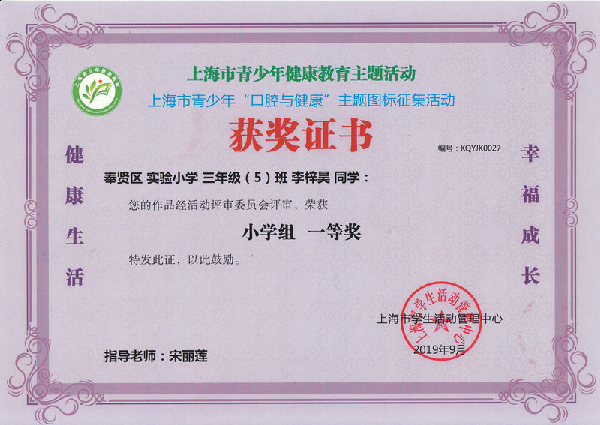 上海市青少年健康教育主题活动
上海市青少年“口腔与健康”主题图标征集活动
获奖证书
编号:KQYJK0027
健康生活
幸福成长
奉贤区 实验小学 三年级(5)班 李梓昊 同学:
您的作品经活动评审委员会评审,荣获
小学组 一等奖
特发此证,以此鼓励。
上海市学生活动管理中心
2019年9月
指导老师:宋丽莲